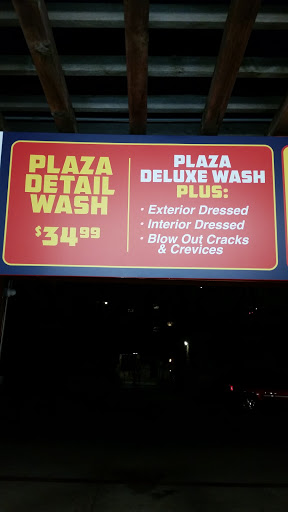 PLAZA
DETAIL
WASH
$34.99
PLAZA
DELUXE WASH
PLUS:
• Exterior Dressed
• Interior Dressed
• Blow Out Cracks
& Crevices